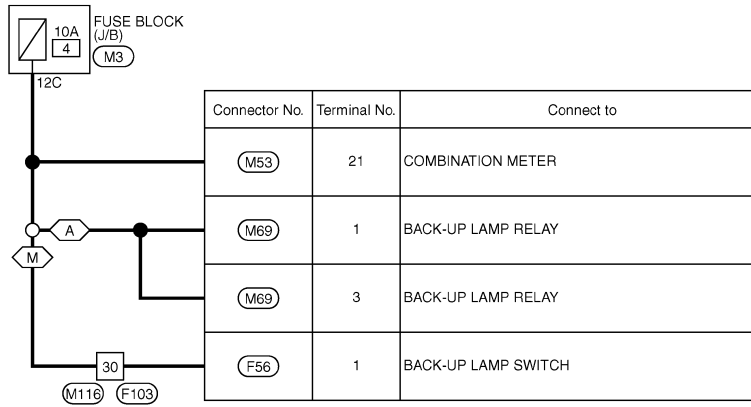 10A
4
FUSE BLOCK
(J/B)
M3
12C
Connector No. Terminal No. Connect to
M53 21 COMBINATION METER
A M69 1 BACK-UP LAMP RELAY
M
M69 3 BACK-UP LAMP RELAY
30 F56 1 BACK-UP LAMP SWITCH
M116 F103